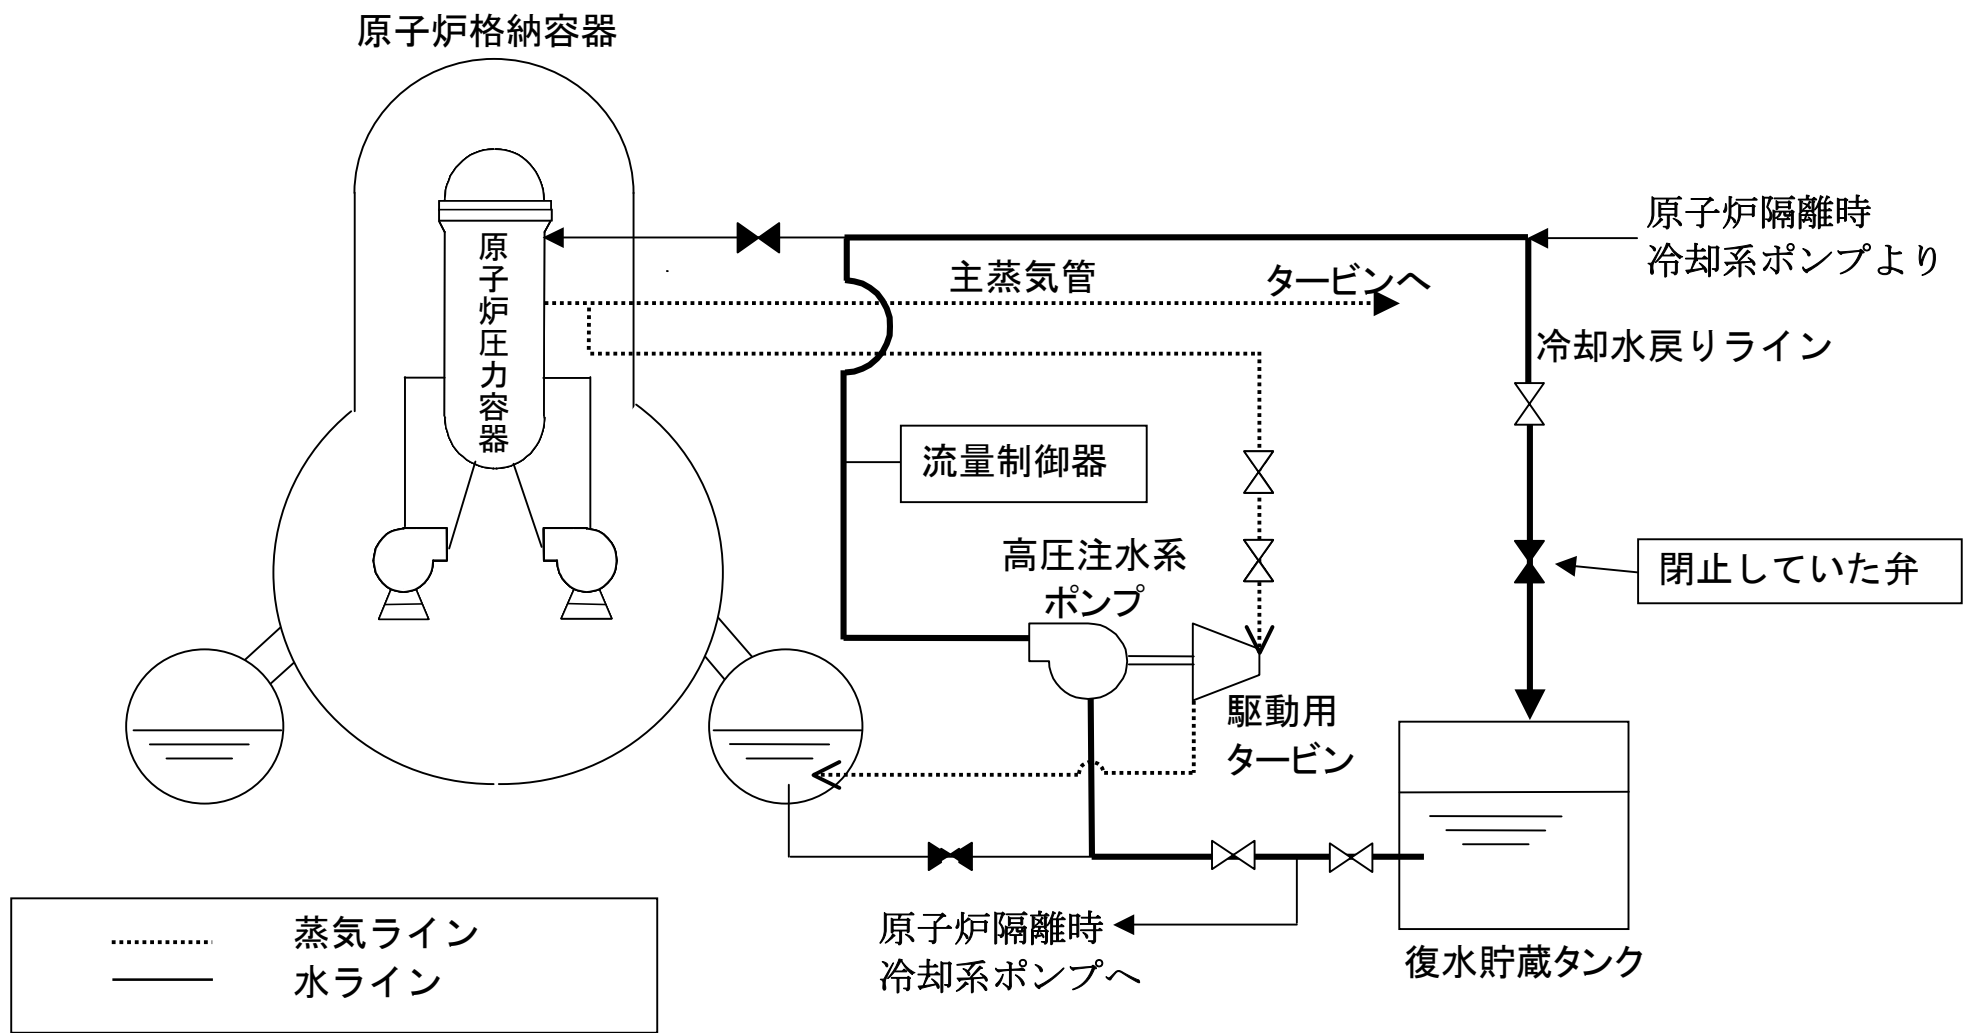 原子炉格納容器
原子炉隔離時
冷却系ポンプより
原子炉圧力容器
主蒸気管
タービンへ
冷却水戻りライン
流量制御器
高圧注水系
ポンプ
閉止していた弁
駆動用
タービン
蒸気ライン
水ライン
原子炉隔離時
冷却系ポンプへ
復水貯蔵タンク